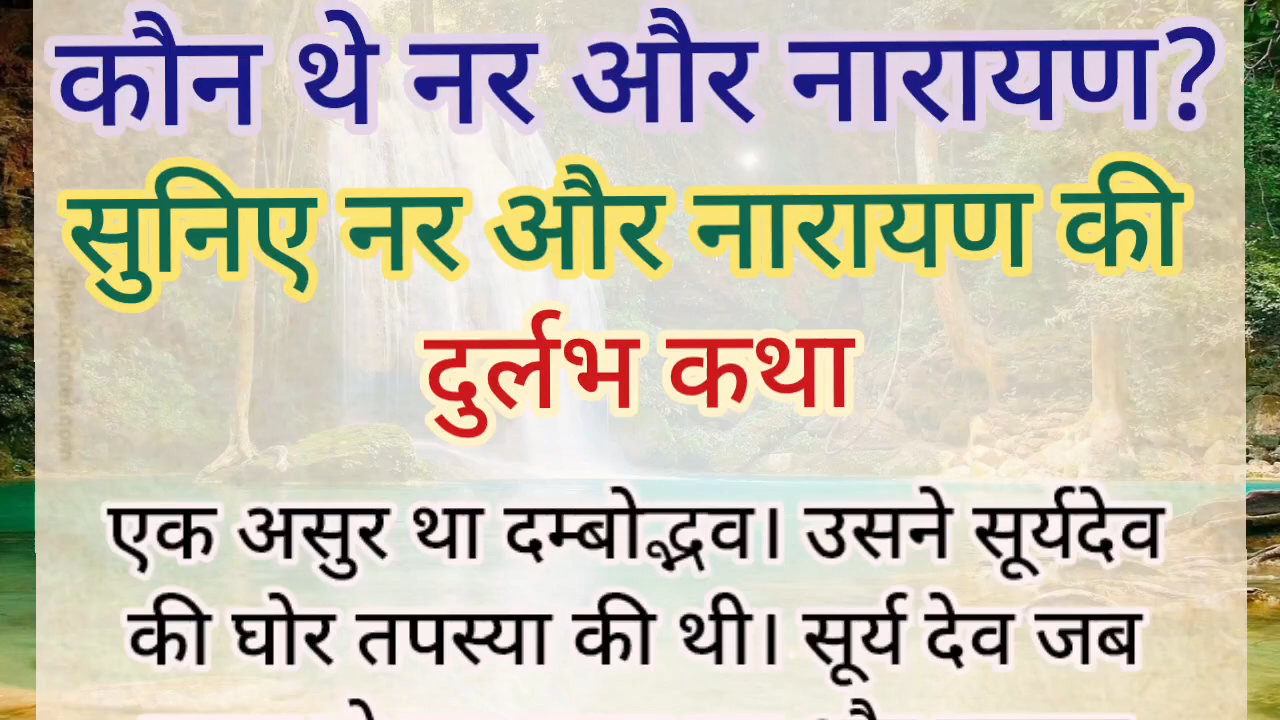 कौन थे नर और नारायण?
सुनिए नर और नारायण की
दुर्लभ कथा
एक असुर था दम्बोद्भव। उसने सूर्यदेव
की घोर तपस्या की थी। सूर्य देव जब